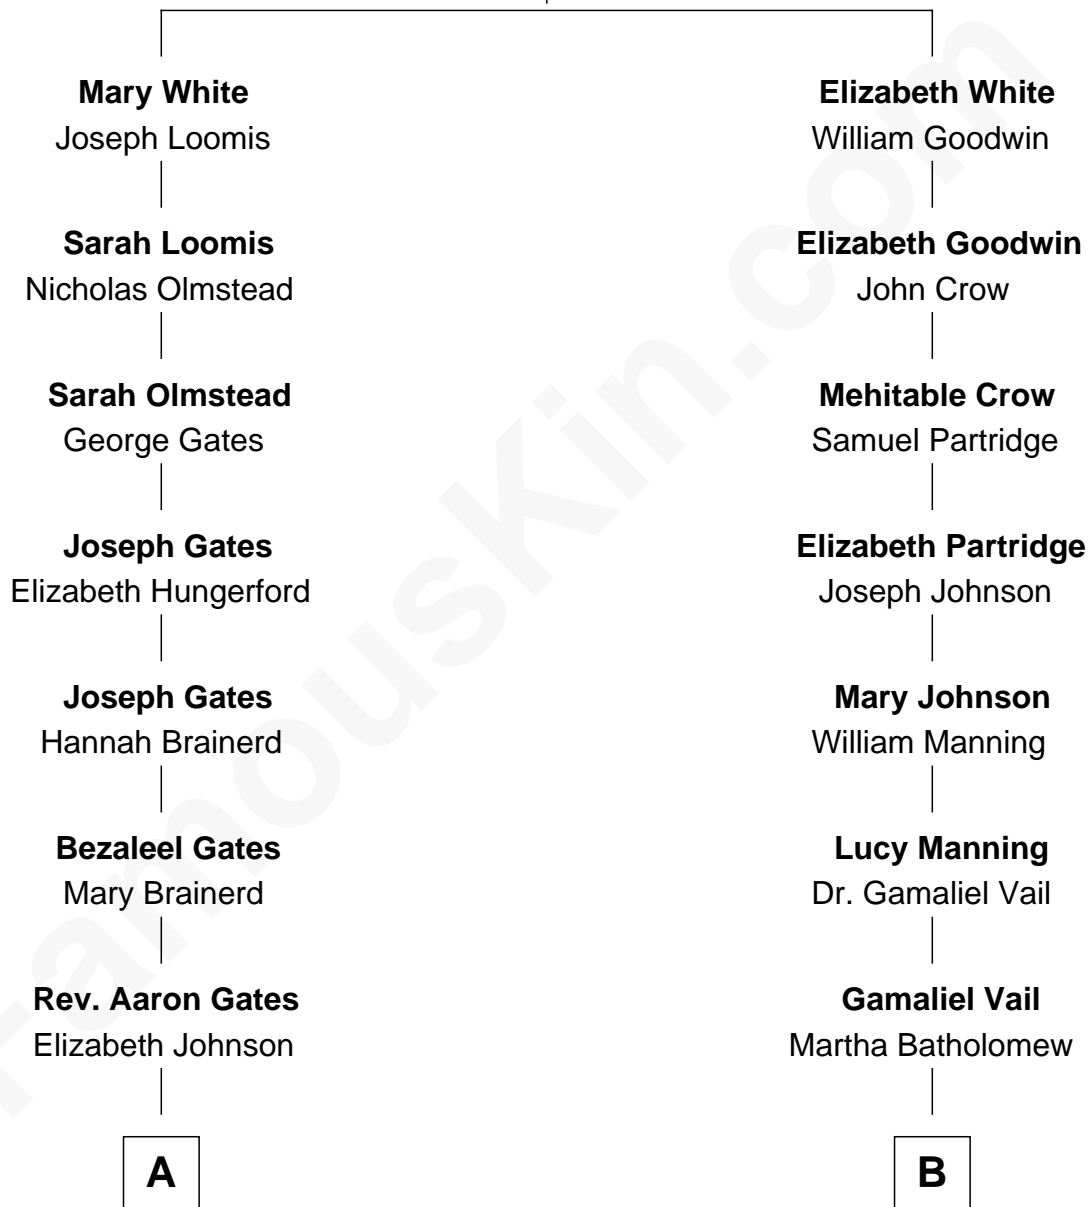 Mary White
Joseph Loomis
Sarah Loomis
Nicholas Olmstead
Sarah Olmstead
George Gates
Joseph Gates
Elizabeth Hungerford
Joseph Gates
Hannah Brainerd
Bezaleel Gates
Mary Brainerd
Rev. Aaron Gates
Elizabeth Johnson
A
Elizabeth White
William Goodwin
Elizabeth Goodwin
John Crow
Mehitable Crow
Samuel Partridge
Elizabeth Partridge
Joseph Johnson
Mary Johnson
William Manning
Lucy Manning
Dr. Gamaliel Vail
Gamaliel Vail
Martha Batholomew
B
FamousKin.com